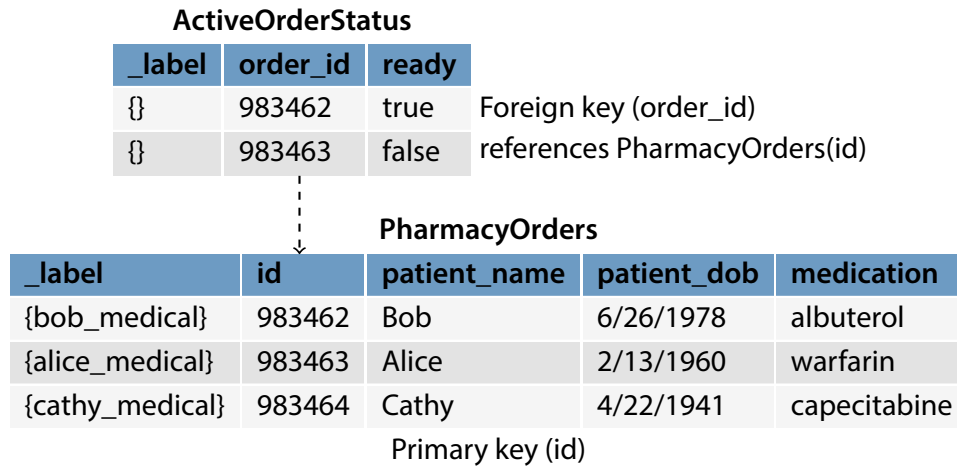 ActiveOrderStatus
_label order_id ready
{} 983462 true Foreign key (order_id)
{} 983463 false references PharmacyOrders(id)
PharmacyOrders
_label id patient_name patient_dob medication
{bob_medical} 983462 Bob 6/26/1978 albuterol
{alice_medical} 983463 Alice 2/13/1960 warfarin
{cathy_medical} 983464 Cathy 4/22/1941 capecitabine
Primary key (id)